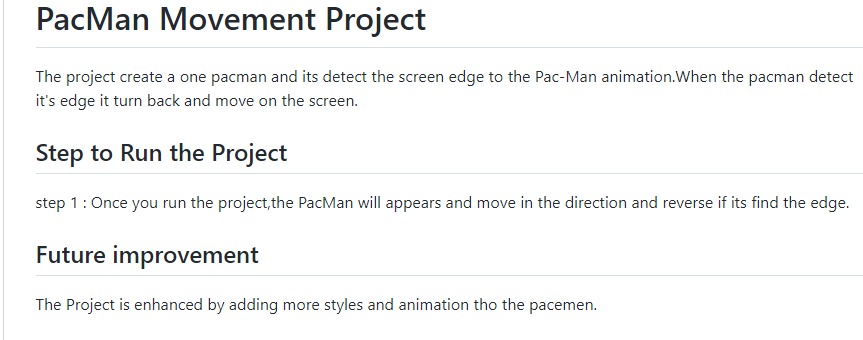 PacMan Movement Project
The project create a one pacman and its detect the screen edge to the Pac-Man animation.When the pacman detect
it's edge it turn back and move on the screen.
Step to Run the Project
step 1 : Once you run the project,the PacMan will appears and move in the direction and reverse if its find the edge.
Future improvement
The Project is enhanced by adding more styles and animation tho the pacemen.